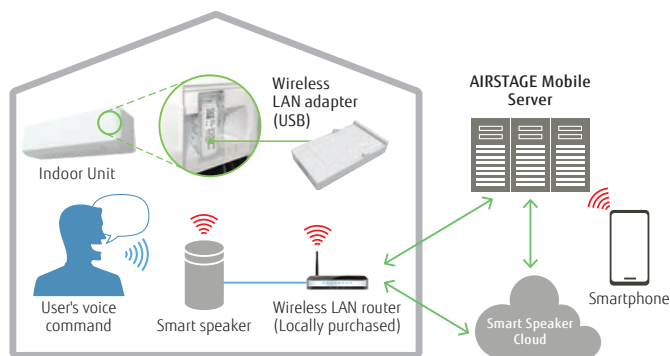 Wireless
LAN adapter
(USB)
Indoor Unit
AIRSTAGE Mobile
Server
User's voice
command
Smart speaker
Wireless LAN router
(Locally purchased)
Smart Speaker
Cloud
Smartphone